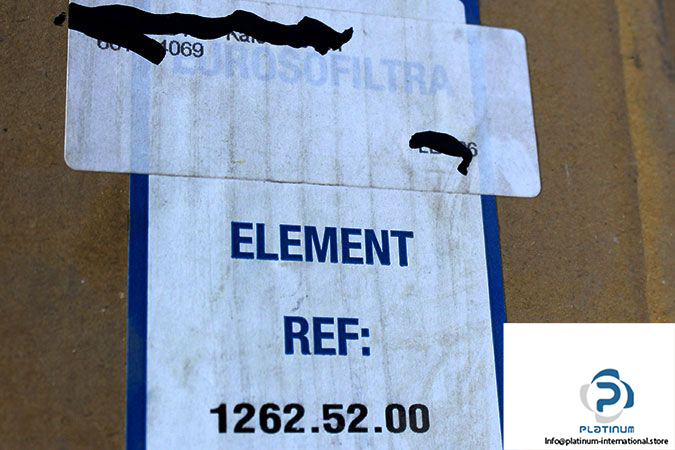 4069
EUROSOFILTRA
ELEMENT
REF:
1262.52.00
PLATINUM
Info@platinum-international.store